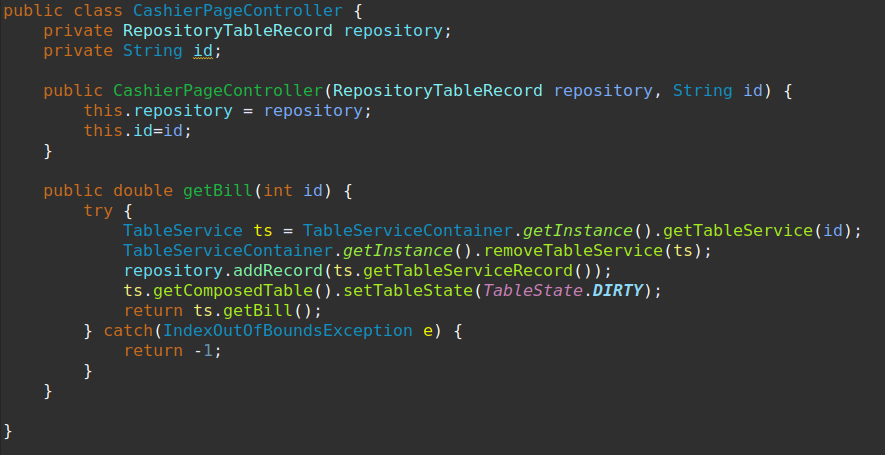 public class CashierPageController {
    private RepositoryTableRecord repository;
    private String id;

    public CashierPageController(RepositoryTableRecord repository, String id) {
        this.repository = repository;
        this.id=id;
    }

    public double getBill(int id) {
        try {
            TableService ts = TableServiceContainer.getInstance().getTableService(id);
            TableServiceContainer.getInstance().removeTableService(ts);
            repository.addRecord(ts.getTableServiceRecord());
            ts.getComposedTable().setTableState(TableState.DIRTY);
            return ts.getBill();
        } catch(IndexOutOfBoundsException e) {
            return -1;
        }
    }

}